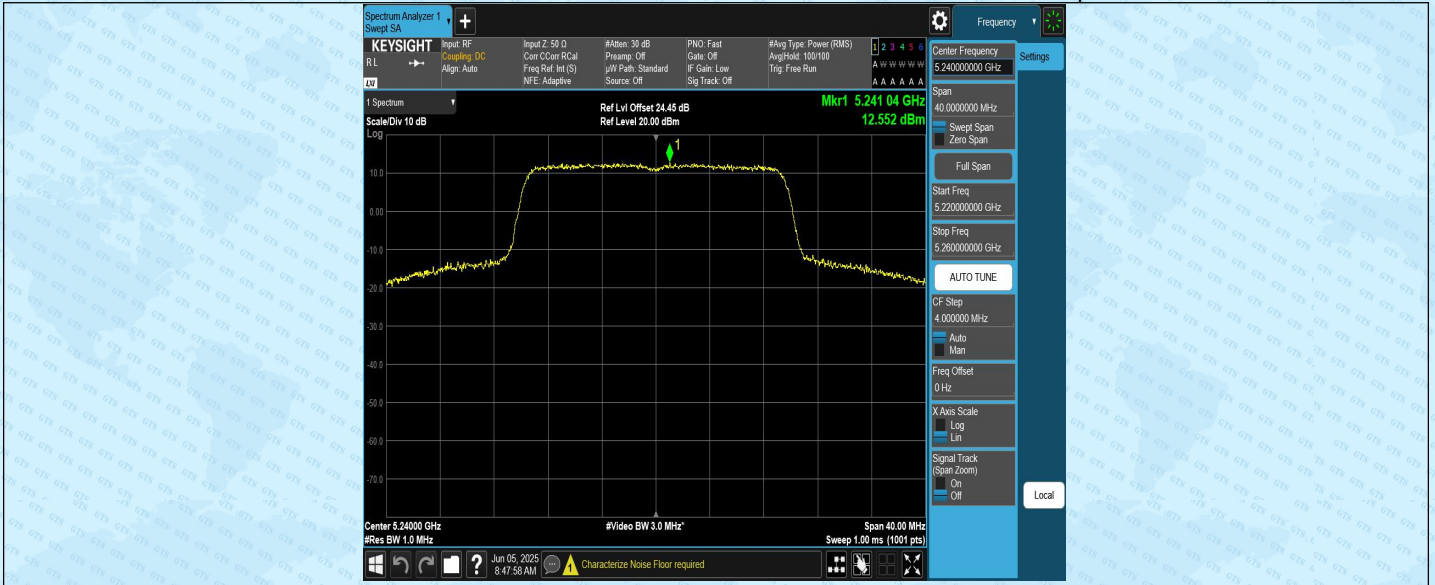 Spectrum Analyzer 1
Swept SA
+
Frequency
KEYSIGHT
R L
LXI
Input: RF
Coupling: DC
Align: Auto
Input Z: 50 Ω
Corr CCorr RCal
Freq Ref: Int (S)
NFE: Adaptive
#Atten: 30 dB
Preamp: Off
µW Path: Standard
Source: Off
PNO: Fast
Gate: Off
IF Gain: Low
Sig Track: Off
#Avg Type: Power (RMS)
Avg|Hold: 100/100
Trig: Free Run
1 2 3 4 5 6
A W W W W W
A A A A A A
1 Spectrum
Scale/Div 10 dB
Log
Ref Lvl Offset 24.45 dB
Ref Level 20.00 dBm
Mkr1 5.241 04 GHz
12.552 dBm
1
10.0
0.00
-10.0
-20.0
-30.0
-40.0
-50.0
-60.0
-70.0
Center 5.24000 GHz
#Res BW 1.0 MHz
#Video BW 3.0 MHz*
Span 40.00 MHz
Sweep 1.00 ms (1001 pts)
Center Frequency
5.240000000 GHz
Settings
Span
40.0000000 MHz
Swept Span
Zero Span
Full Span
Start Freq
5.220000000 GHz
Stop Freq
5.260000000 GHz
AUTO TUNE
CF Step
4.000000 MHz
Auto
Man
Freq Offset
0 Hz
X Axis Scale
Log
Lin
Signal Track
(Span Zoom)
On
Off
Local
?
Jun 05, 2025
8:47:58 AM
1
Characterize Noise Floor required
GTS